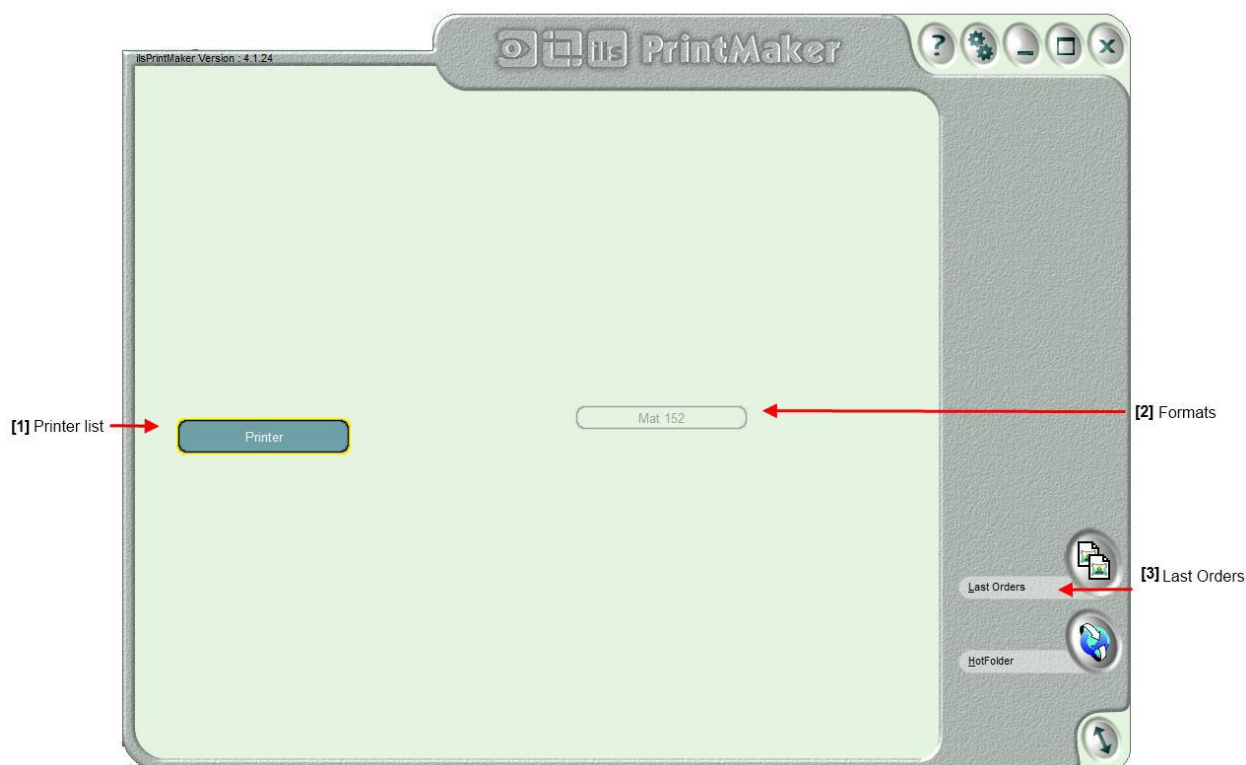 ilsPrintMaker Version : 4.1.24
ils PrintMaker
?
[1] Printer list
Printer
Mat 152
[2] Formats
Last Orders
[3] Last Orders
HotFolder